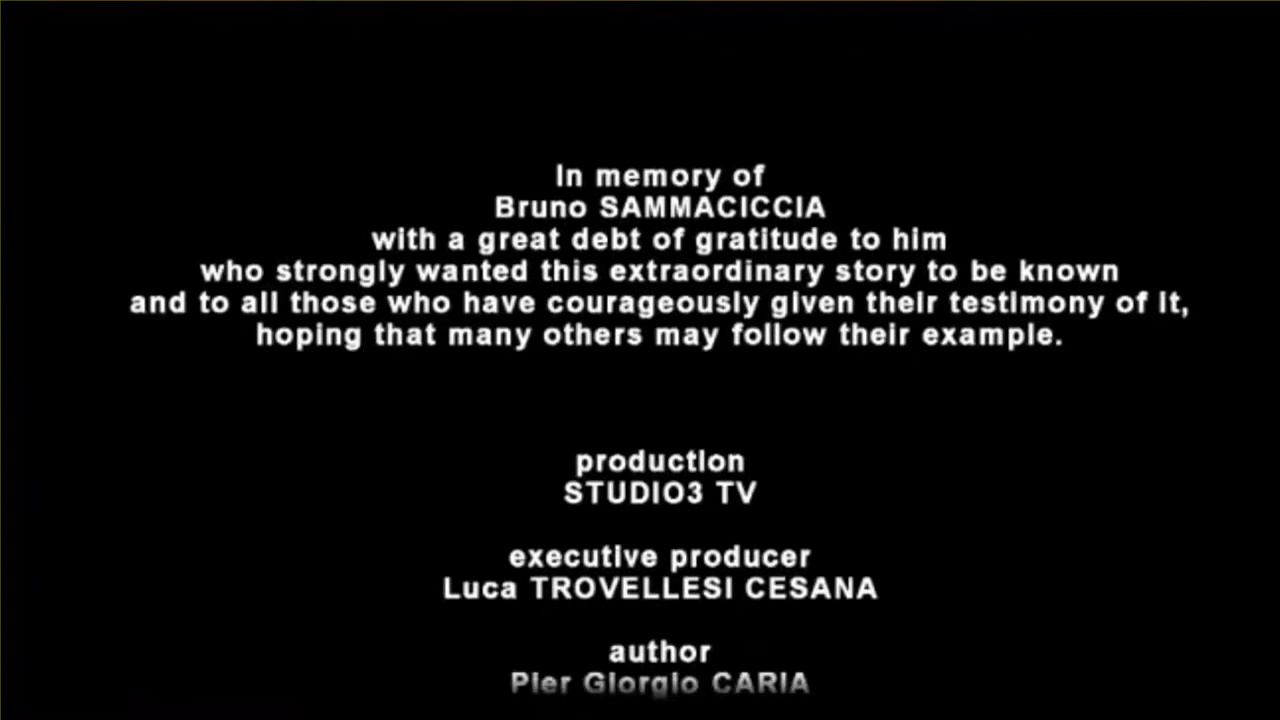 In memory of
Bruno SAMMACICCIA
with a great debt of gratitude to him
who strongly wanted this extraordinary story to be known
and to all those who have courageously given their testimony of it,
hoping that many others may follow their example.
production
STUDIO3 TV
executive producer
Luca TROVELLESI CESANA
author
Pier Giorgio CARIA